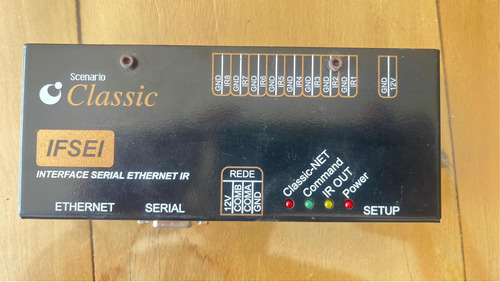 Scenario
Classic
IFSEI
INTERFACE SERIAL ETHERNET IR
ETHERNET
SERIAL
GND
IR8
GND
IR7
GND
IR6
GND
IR5
GND
IR4
GND
IR3
GND
IR2
GND
IR1
GND
12V
REDE
12V
COMB
COMA
GND
Classic-NET
Command
IR OUT
Power
SETUP